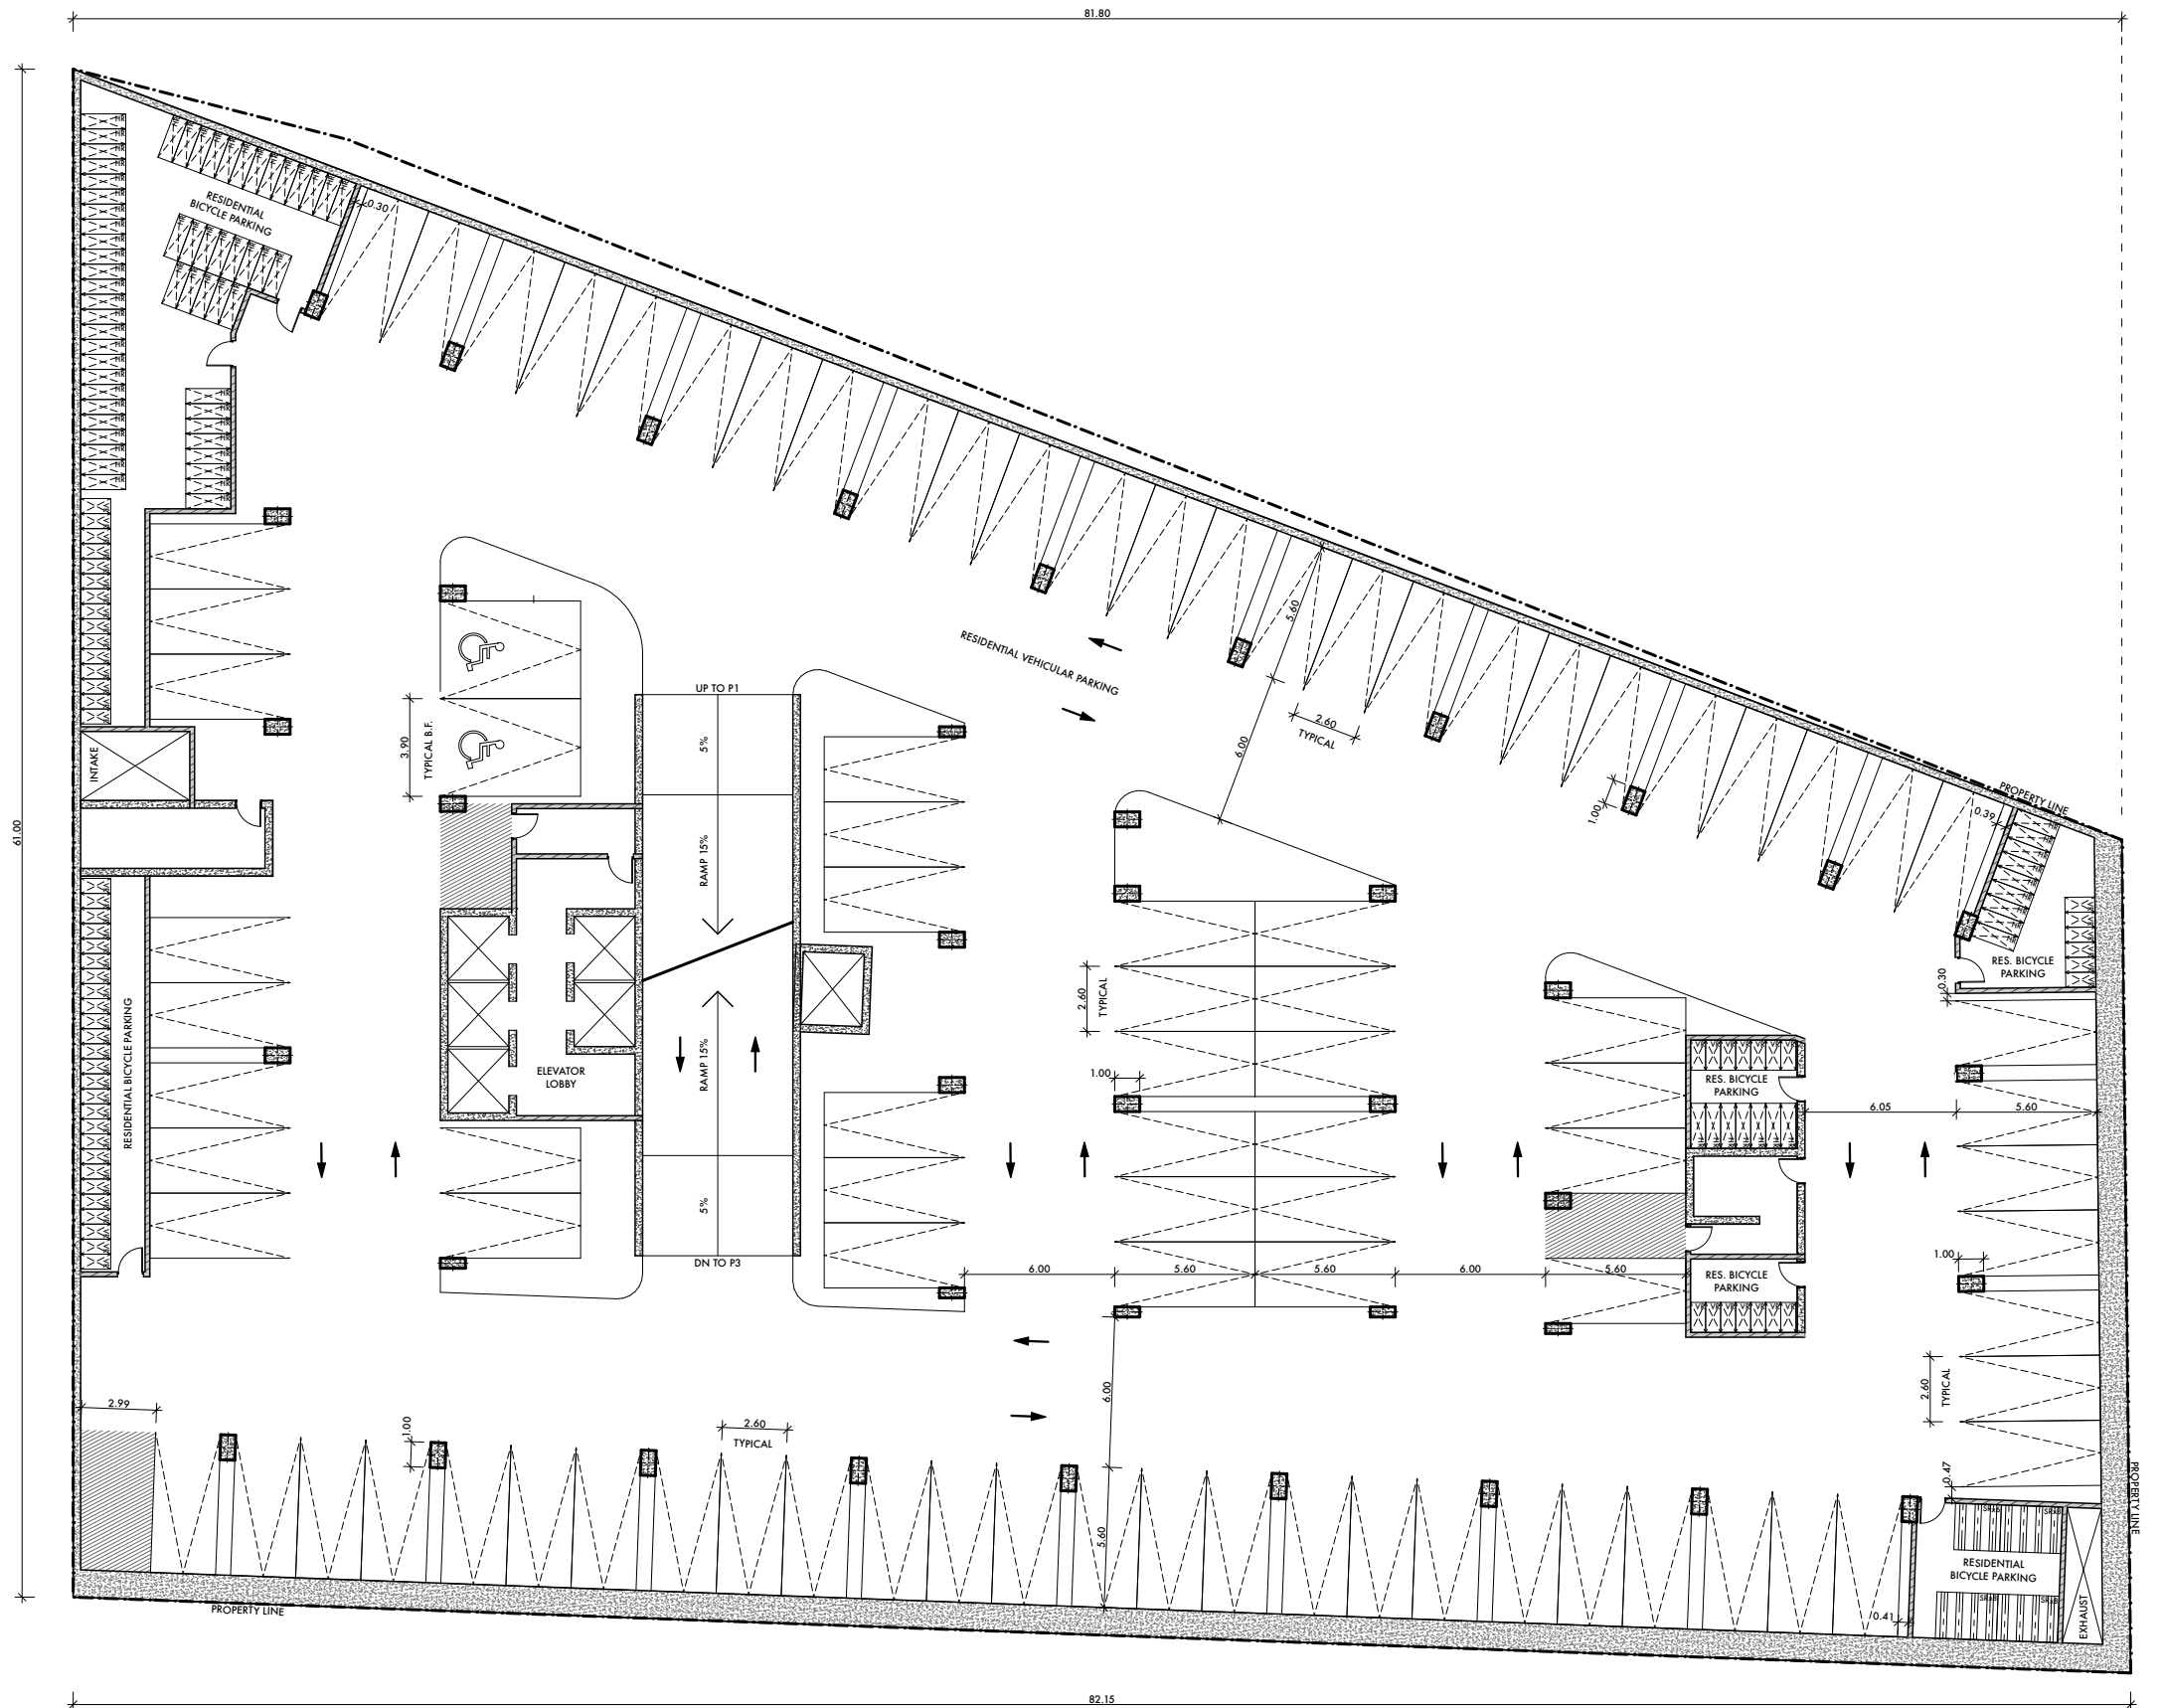 81.80
61.00
RESIDENTIAL
BICYCLE PARKING
0.30
INTAKE
3.90
TYPICAL B.F.
UP TO P1
5%
RAMP 15%
RAMP 15%
5%
DN TO P3
ELEVATOR
LOBBY
RESIDENTIAL BICYCLE PARKING
RESIDENTIAL VEHICULAR PARKING
5.60
6.00
2.60
TYPICAL
1.00
PROPERTY LINE
0.39
RES. BICYCLE
PARKING
0.30
2.60
TYPICAL
1.00
RES. BICYCLE
PARKING
6.05
5.60
1.00
6.00
5.60
5.60
6.00
5.60
RES. BICYCLE
PARKING
6.00
2.60
TYPICAL
2.99
1.00
2.60
TYPICAL
5.60
0.47
PROPERTY LINE
RESIDENTIAL
BICYCLE PARKING
EXHAUST
0.41
PROPERTY LINE
82.15